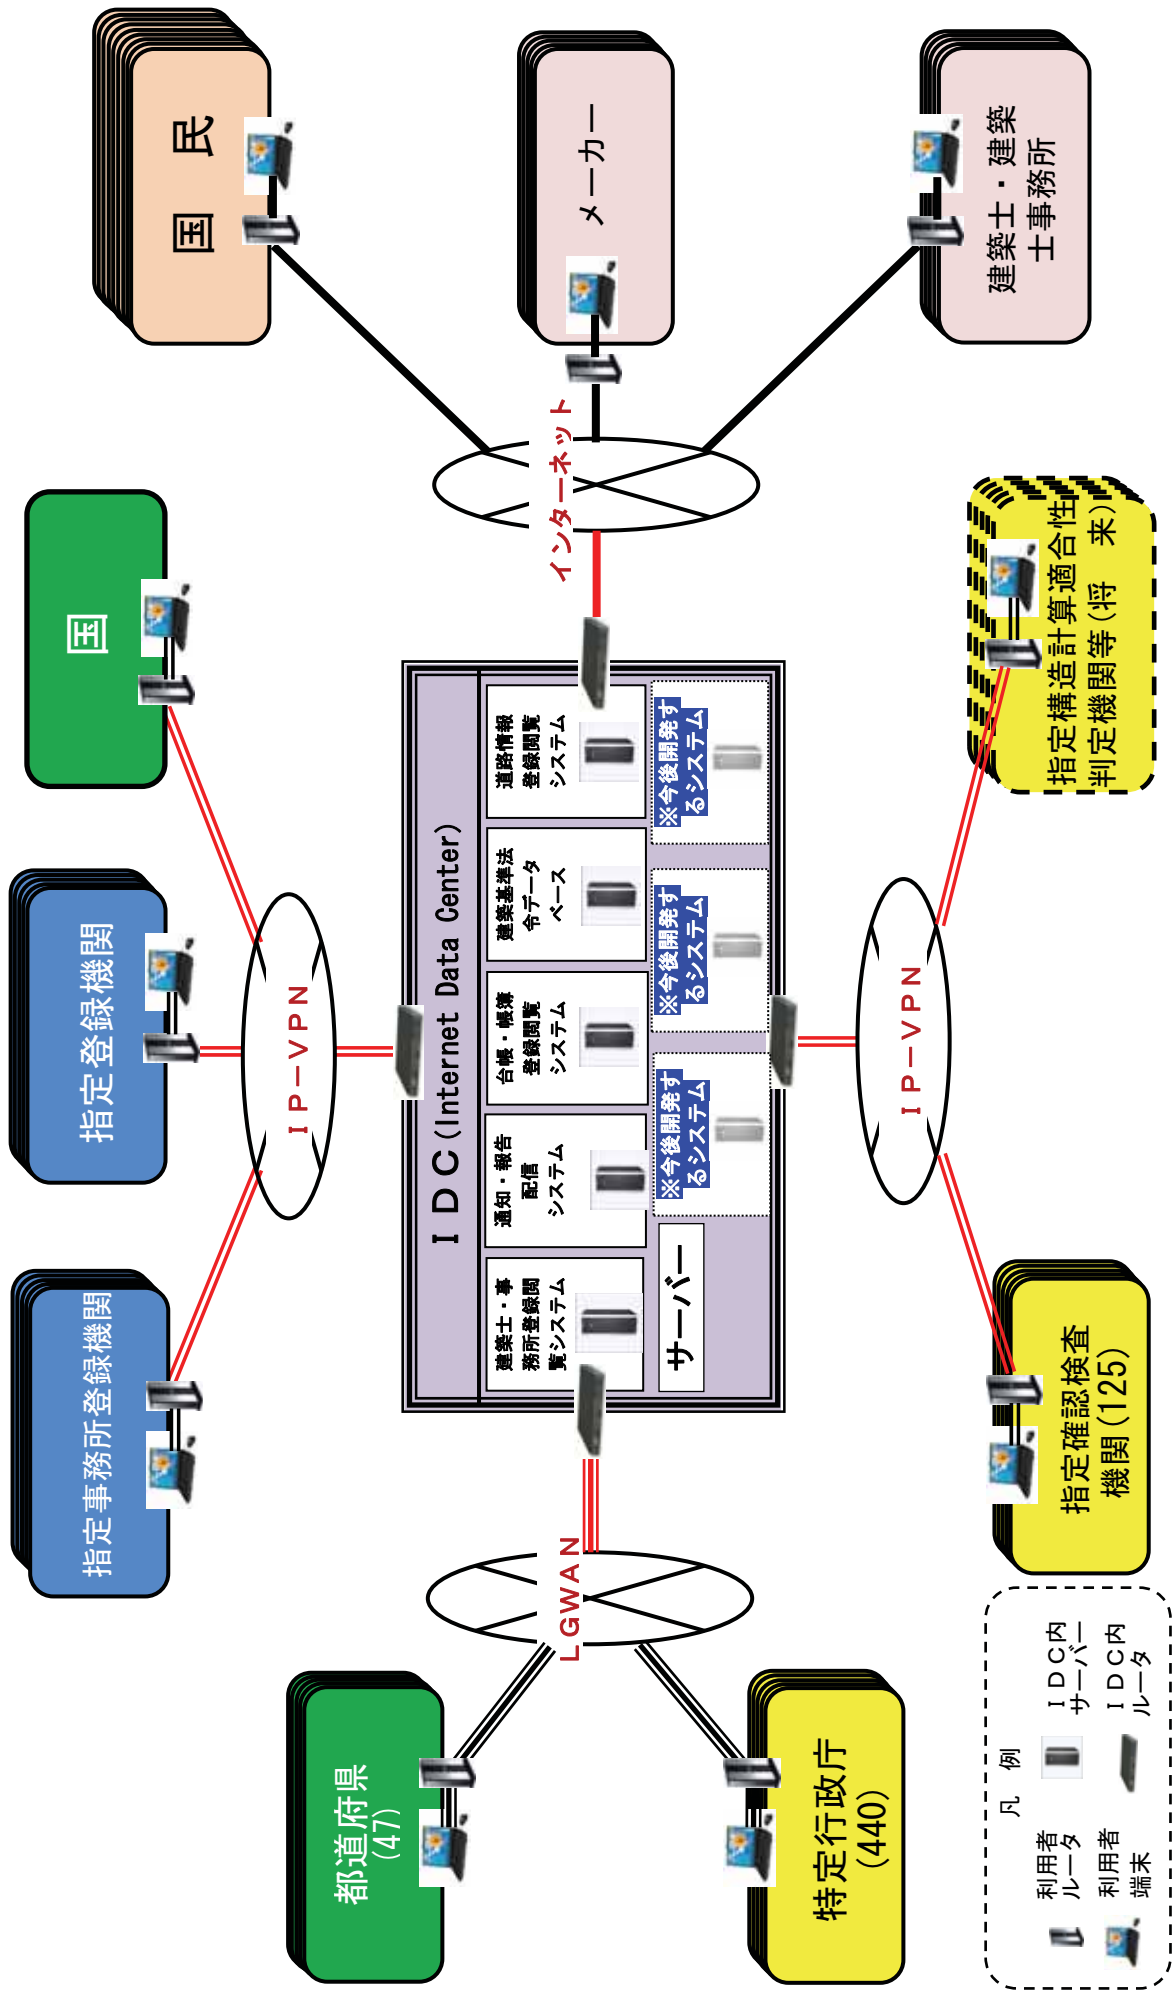 指定事務所登録機関
指定登録機関
国
国　民
メーカー
建築士・建築
士事務所
都道府県
(47)
特定行政庁
(440)
LGWAN
IP－VPN
インターネット
IP－VPN
IDC(Internet Data Center)
建築士・事
務所登録閲
覧システム
通知・報告
配信
システム
台帳・帳簿
登録閲覧
システム
建築基準法
令データ
ベース
道路情報
登録閲覧
システム
サーバー
※今後開発す
るシステム
※今後開発す
るシステム
※今後開発す
るシステム
指定確認検査
機関(125)
指定構造計算適合性
判定機関等(将　来)
凡　例
利用者
ルータ
IDC内
サーバー
利用者
端末
IDC内
ルータ